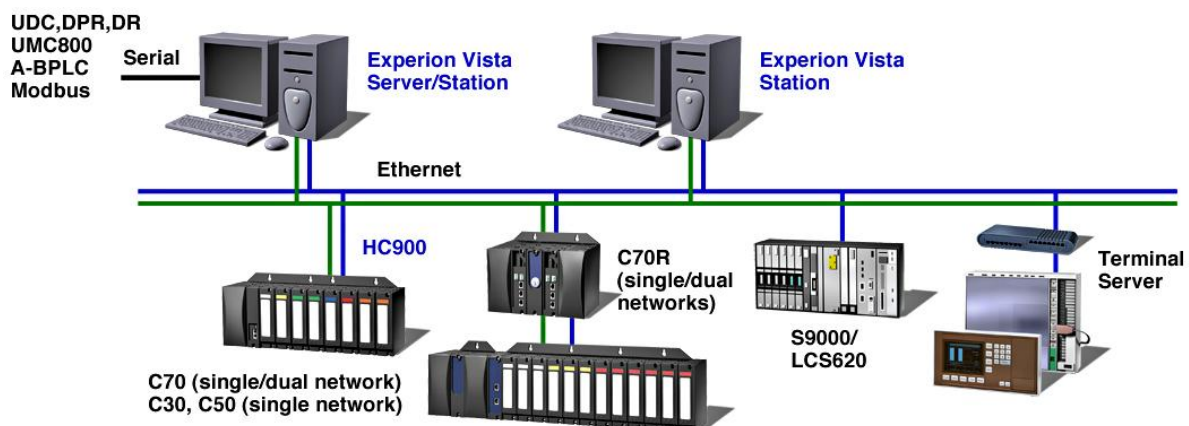 UDC,DPR,DR
UMC800
A-BPLC
Modbus
Serial
Experion Vista
Server/Station
Experion Vista
Station
Ethernet
HC900
C70R
(single/dual
networks)
Terminal
Server
S9000/
LCS620
C70 (single/dual network)
C30, C50 (single network)